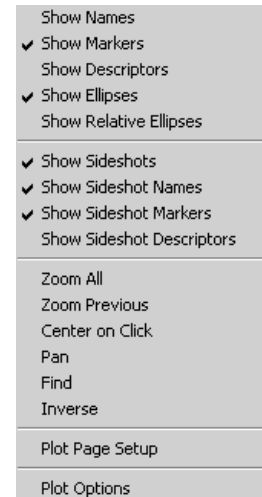 Show Names
Show Markers
Show Descriptors
Show Ellipses
Show Relative Ellipses
Show Sideshots
Show Sideshot Names
Show Sideshot Markers
Show Sideshot Descriptors
Zoom All
Zoom Previous
Center on Click
Pan
Find
Inverse
Plot Page Setup
Plot Options